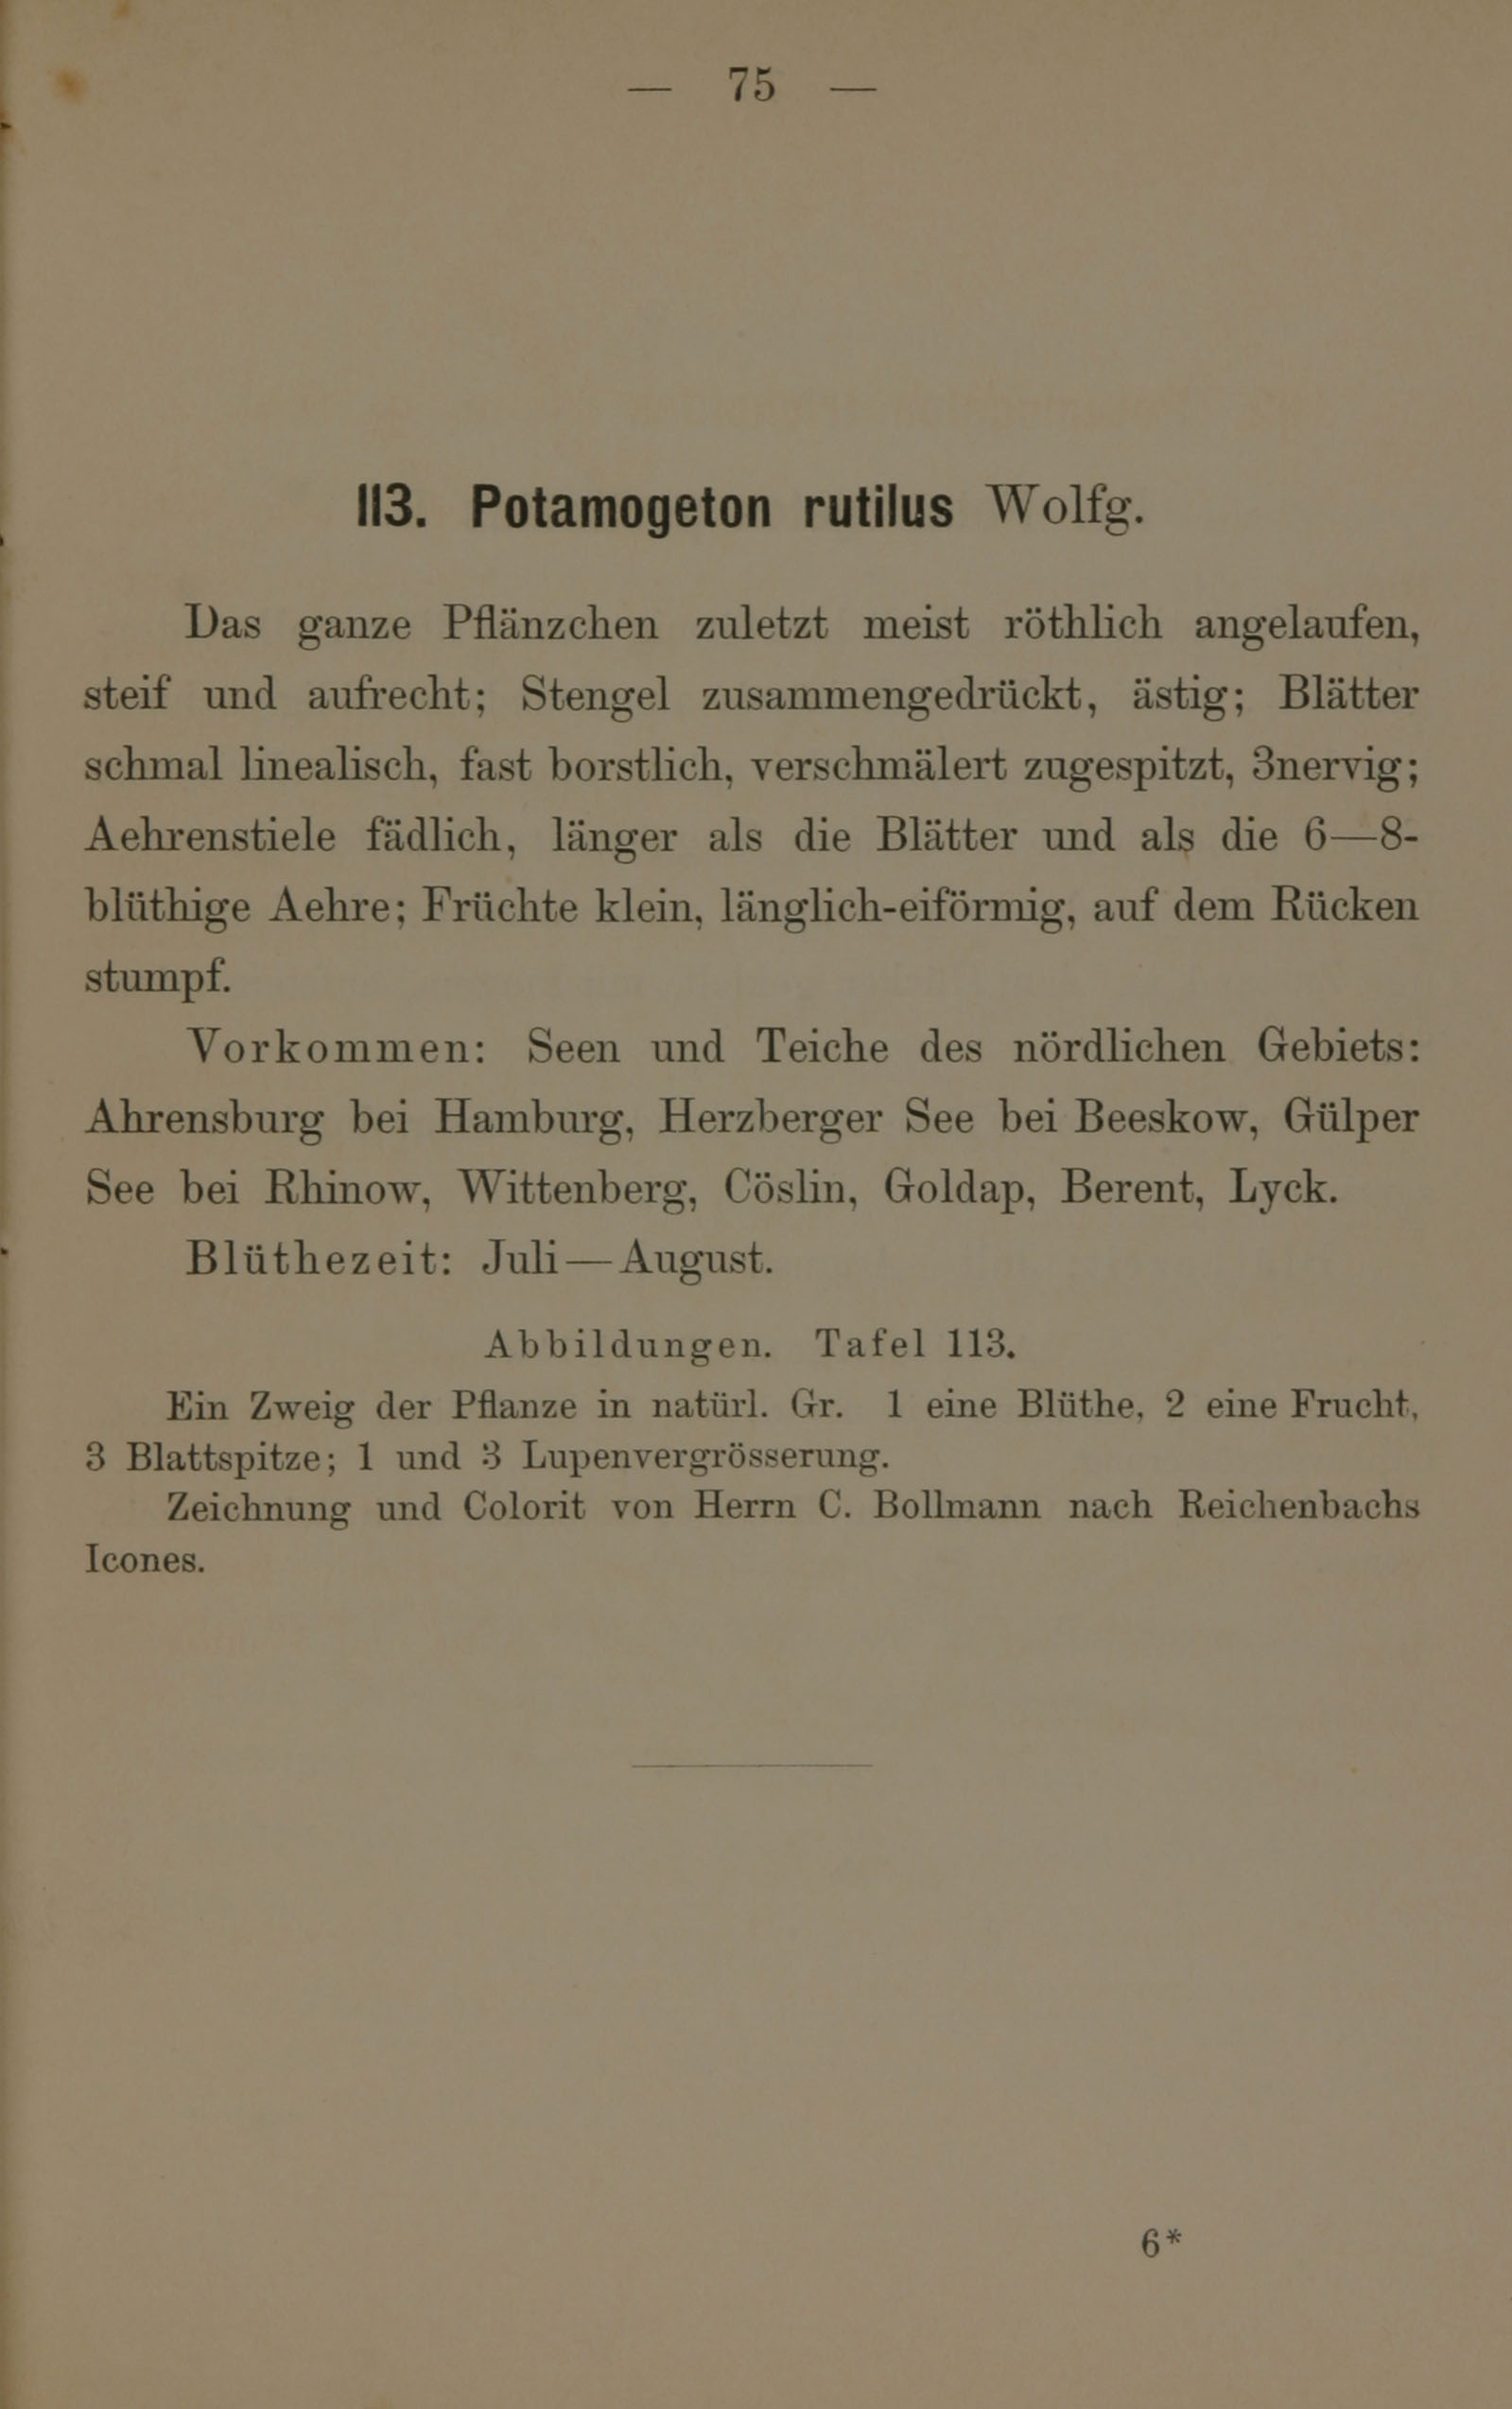 — 75 —
113. Potamogeton rutilus Wolfg.
Das ganze Pflänzchen zuletzt meist röthlich angelaufen,
steif und aufrecht; Stengel zusammengedrückt, ästig; Blätter
schmal linealisch, fast borstlich, verschmälert zugespitzt, 3nervig;
Aehrenstiele fädlich, länger als die Blätter und als die 6—8-
blüthige Aehre; Früchte klein, länglich-eiförmig, auf dem Rücken
stumpf.
Vorkommen: Seen und Teiche des nördlichen Gebiets:
Ahrensburg bei Hamburg, Herzberger See bei Beeskow, Gülper
See bei Rhinow, Wittenberg, Cöslin, Goldap, Berent, Lyck.
Blüthezeit: Juli—August.
Abbildungen. Tafel 113.
Ein Zweig der Pflanze in natürl. Gr. 1 eine Blüthe, 2 eine Frucht,
3 Blattspitze; 1 und 3 Lupenvergrösserung.
Zeichnung und Colorit von Herrn C. Bollmann nach Reichenbachs
Icones.
6*